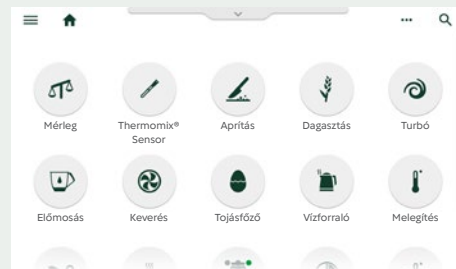 Mérleg
Thermomix®
Sensor
Aprítás
Dagasztás
Turbó
Előmosás
Keverés
Tojásfőző
Vízforraló
Melegítés